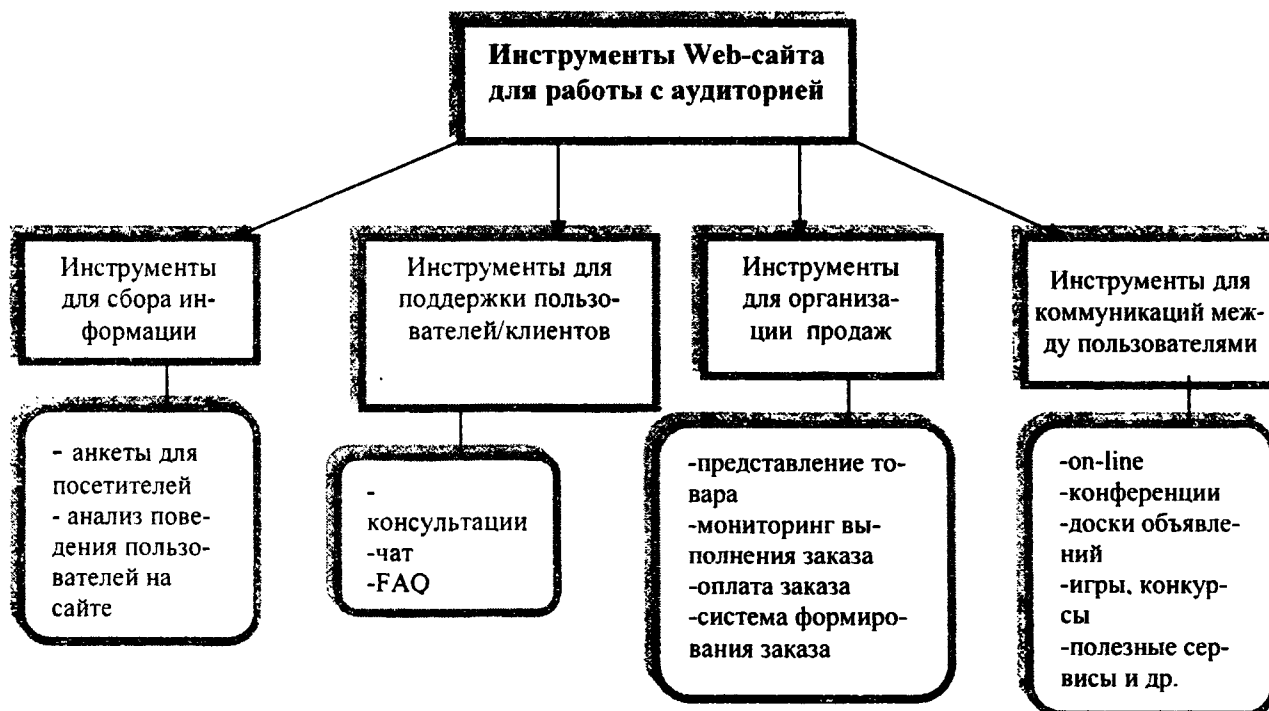 Инструменты Web-сайта
для работы с аудиторией
Инструменты
для сбора ин-
формации
- анкеты для
посетителей
- анализ пове-
дения пользо-
вателей на
сайте
Инструменты для
поддержки пользо-
вателей/клиентов
-
консультации
-чат
-FAQ
Инструменты
для организа-
ции продаж
-представление то-
вара
-мониторинг вы-
полнения заказа
-оплата заказа
-система формиро-
вания заказа
Инструменты для
коммуникаций меж-
ду пользователями
-on-line
-конференции
-доски объявле-
ний
-игры, конкур-
сы
-полезные сер-
висы и др.